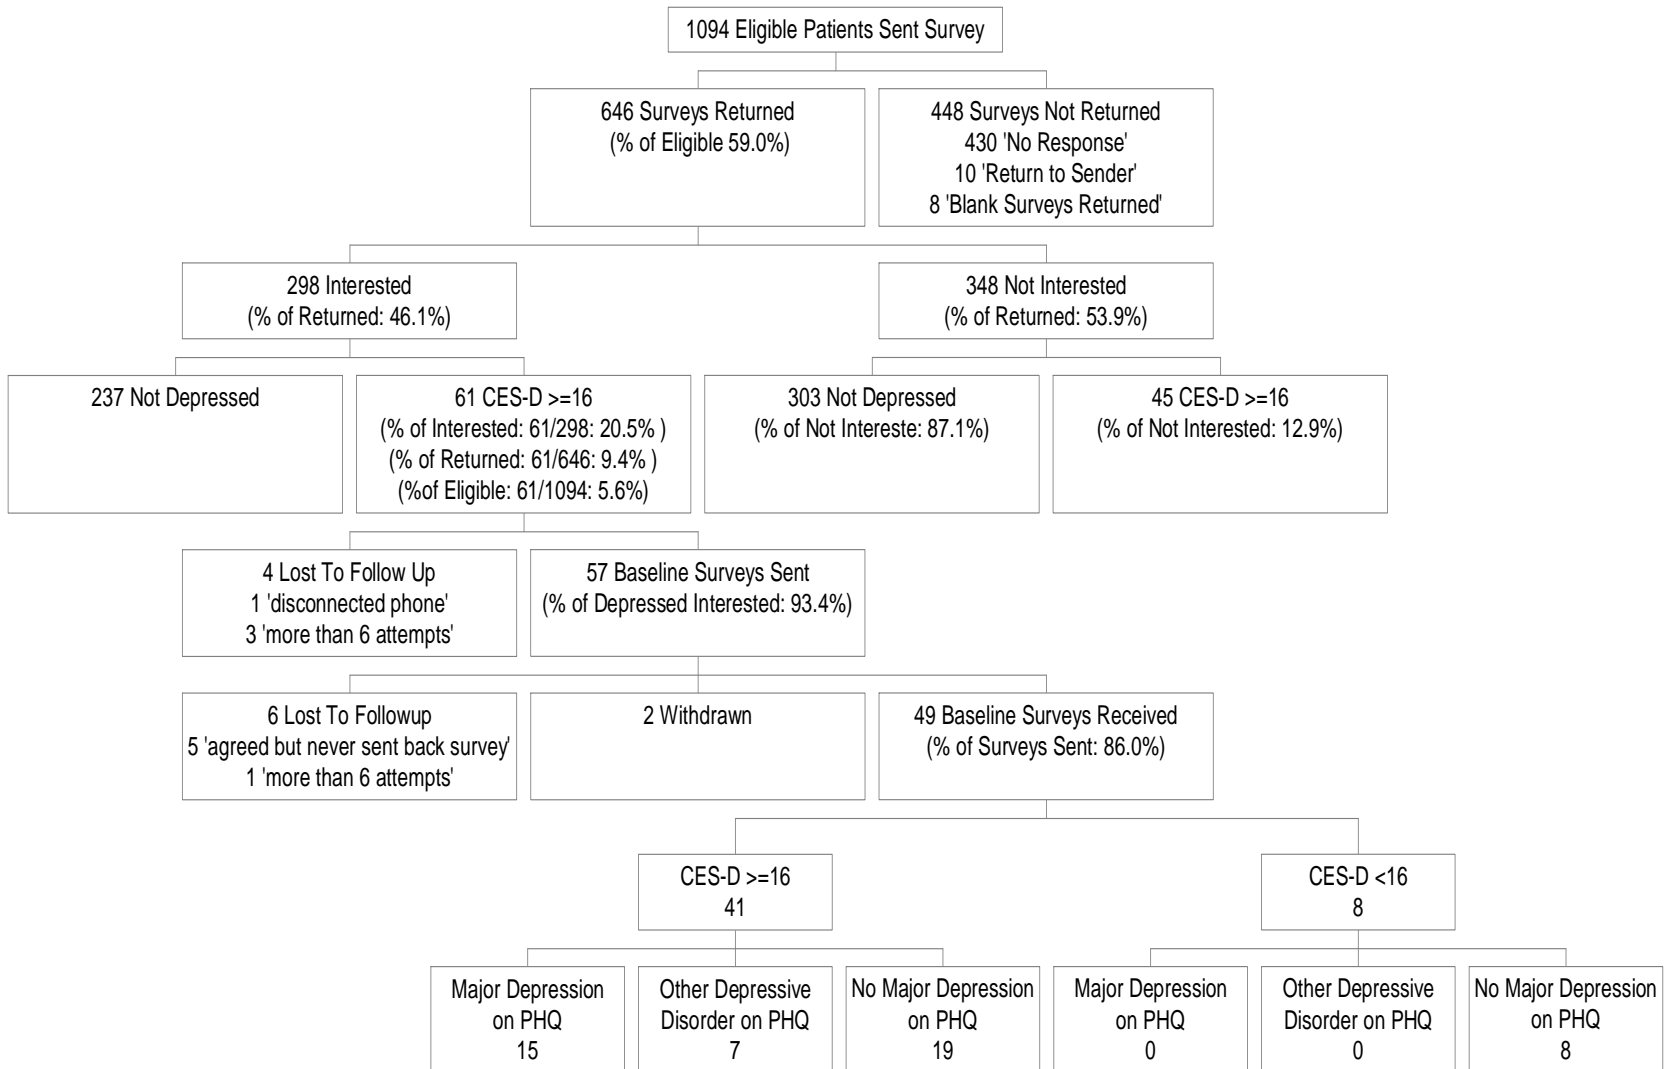 1094 Eligible Patients Sent Survey
646 Surveys Returned
(% of Eligible 59.0%)
448 Surveys Not Returned
430 'No Response'
10 'Return to Sender'
8 'Blank Surveys Returned'
298 Interested
(% of Returned: 46.1%)
348 Not Interested
(% of Returned: 53.9%)
237 Not Depressed
61 CES-D >=16
(% of Interested: 61/298: 20.5% )
(% of Returned: 61/646: 9.4% )
(%of Eligible: 61/1094: 5.6%)
303 Not Depressed
(% of Not Intereste: 87.1%)
45 CES-D >=16
(% of Not Interested: 12.9%)
4 Lost To Follow Up
1 'disconnected phone'
3 'more than 6 attempts'
57 Baseline Surveys Sent
(% of Depressed Interested: 93.4%)
6 Lost To Followup
5 'agreed but never sent back survey'
1 'more than 6 attempts'
2 Withdrawn
49 Baseline Surveys Received
(% of Surveys Sent: 86.0%)
CES-D >=16
41
CES-D <16
8
Major Depression
on PHQ
15
Other Depressive
Disorder on PHQ
7
No Major Depression
on PHQ
19
Major Depression
on PHQ
0
Other Depressive
Disorder on PHQ
0
No Major Depression
on PHQ
8